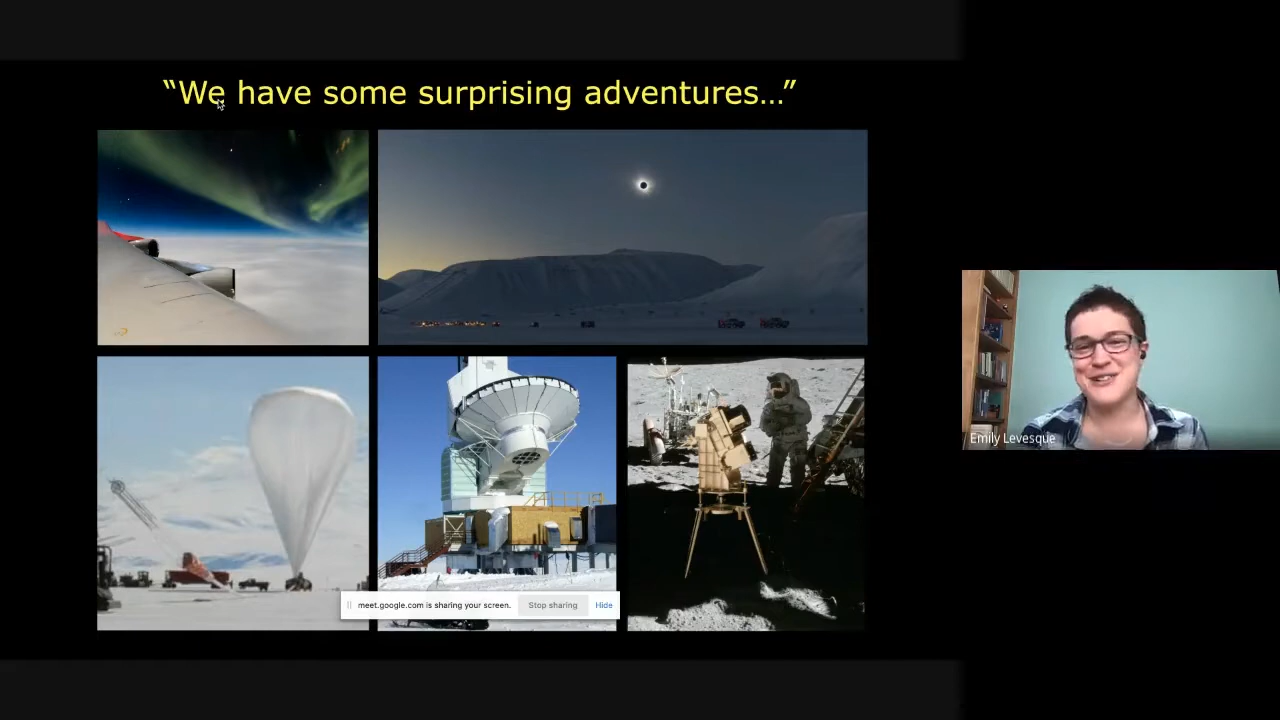 “We have some surprising adventures…”
meet.google.com is sharing your screen. Stop sharing Hide
Emily Levesque